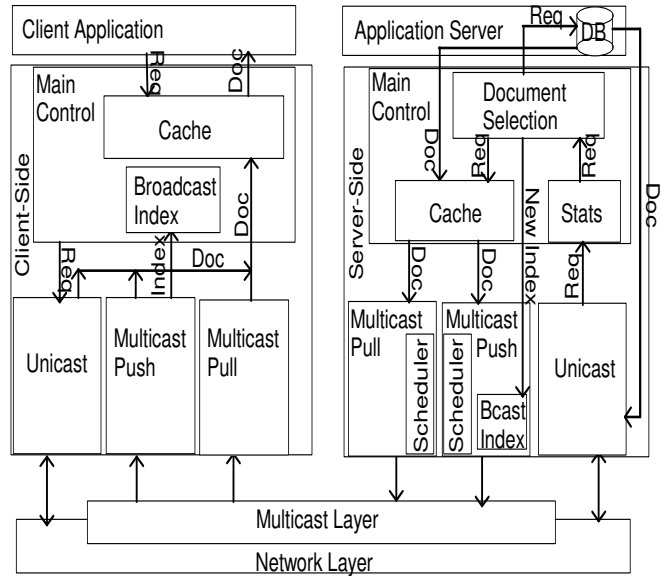 Client Application
Req
Doc
Main
Control
Cache
Broadcast
Index
Client-Side
Req
Index
Doc
Doc
Unicast
Multicast
Push
Multicast
Pull
Application Server
Req
DB
Main
Control
Document
Selection
Doc
Req
Req
Doc
Server-Side
Cache
New Index
Stats
Doc
Doc
Req
Multicast
Pull
Scheduler
Multicast
Push
Scheduler
Bcast
Index
Unicast
Multicast Layer
Network Layer